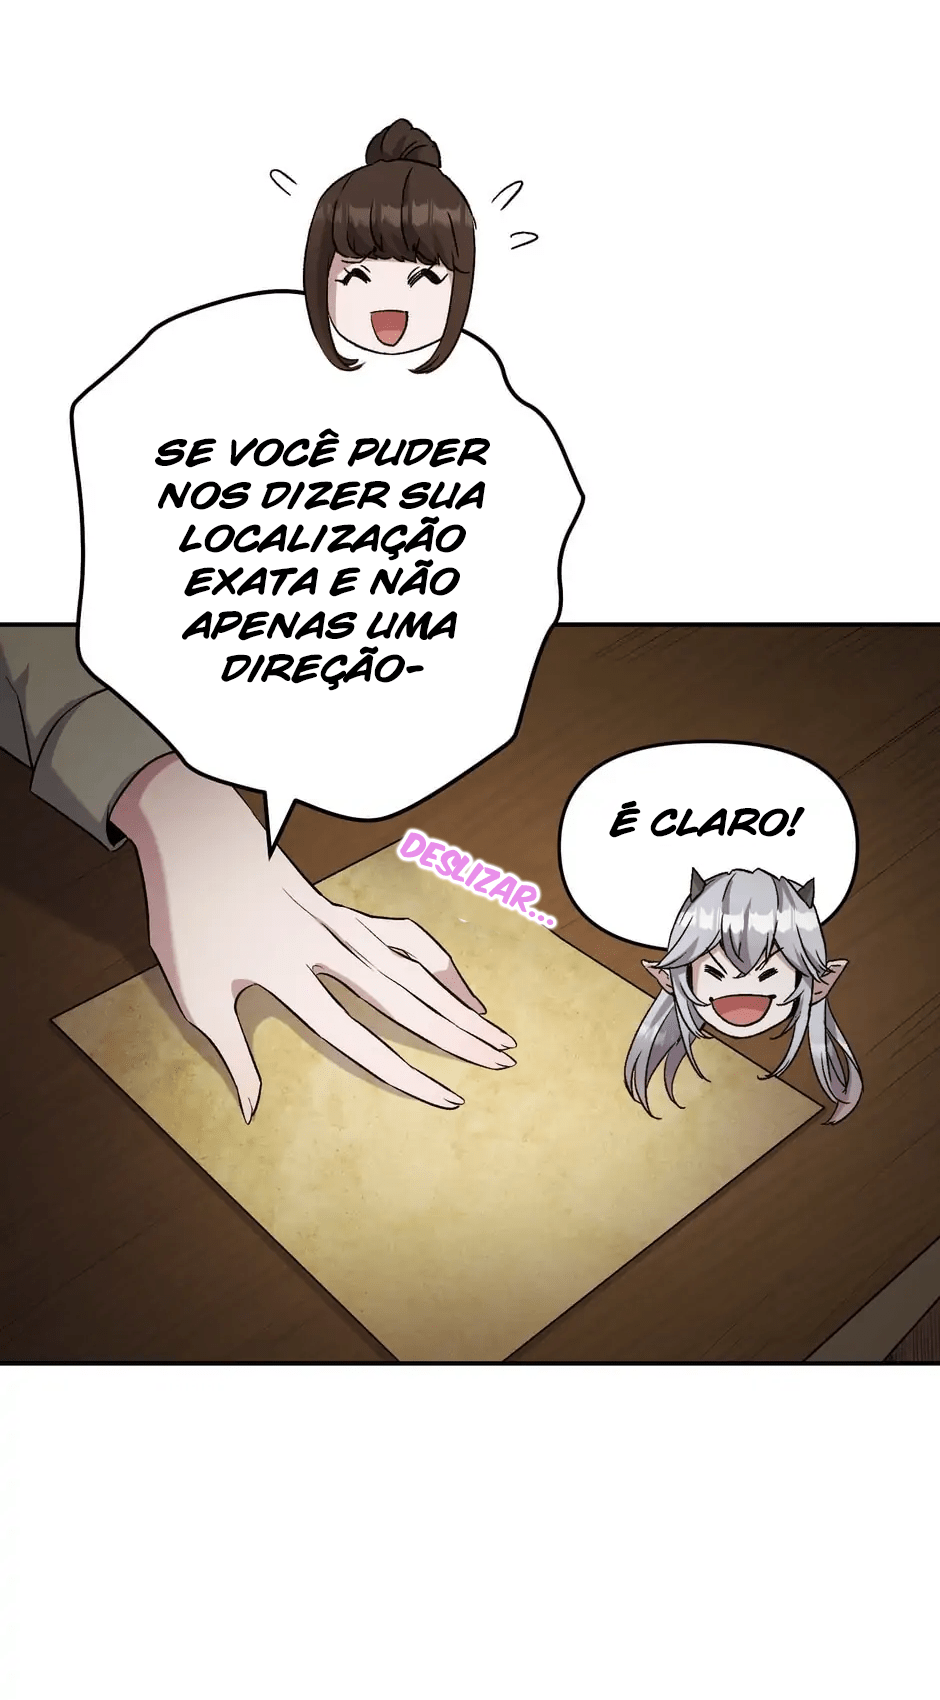 SE VOCÊ PUDER
NOS DIZER SUA
LOCALIZAÇÃO
EXATA E NÃO
APENAS UMA
DIREÇÃO-
É CLARO!
DESLIZAR...